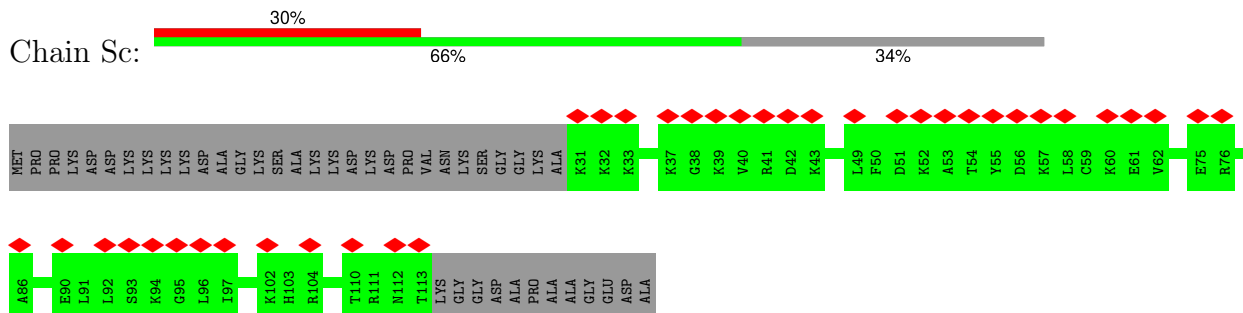 30%
Chain Sc:
66% 34%
MET PRO PRO LYS ASP ASP LYS LYS LYS LYS ASP ALA GLY LYS SER ALA LYS LYS ASP LYS ASP PRO VAL ASN LYS SER GLY GLY LYS ALA K31 K32 K33 K37 G38 K39 V40 R41 D42 K43 L49 F50 D51 K52 A53 T54 Y55 D56 K57 L58 C59 K60 E61 V62 E75 R76
A86 E90 L91 L92 S93 K94 G95 L96 I97 K102 H103 R104 T110 R111 N112 T113 LYS GLY GLY ASP ALA PRO ALA ALA GLY GLU ASP ALA